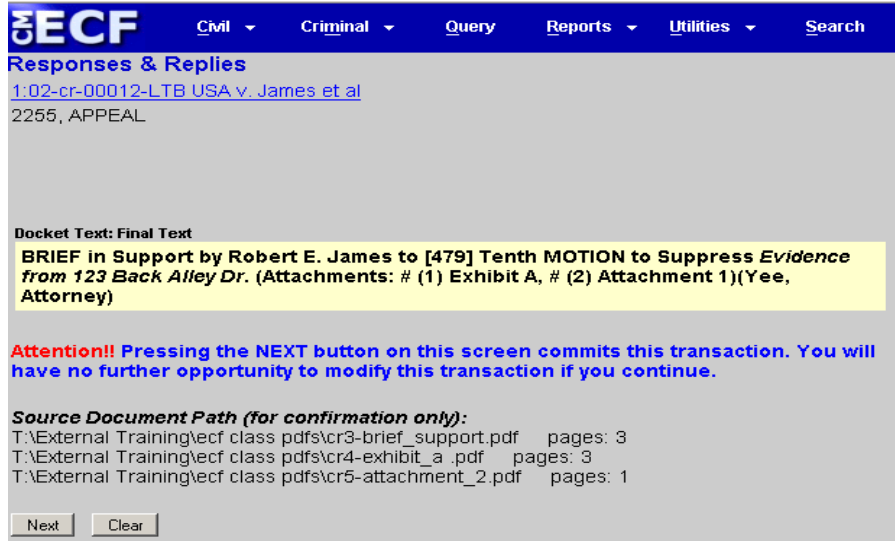 CM ECF Civil Criminal Query Reports Utilities Search
Responses & Replies
1:02-cr-00012-LTB USA v. James et al
2255, APPEAL
Docket Text: Final Text
BRIEF in Support by Robert E. James to [479] Tenth MOTION to Suppress Evidence
from 123 Back Alley Dr. (Attachments: # (1) Exhibit A, # (2) Attachment 1)(Yee,
Attorney)
Attention!! Pressing the NEXT button on this screen commits this transaction. You will
have no further opportunity to modify this transaction if you continue.
Source Document Path (for confirmation only):
T:\External Training\ecf class pdfs\cr3-brief_support.pdf pages: 3
T:\External Training\ecf class pdfs\cr4-exhibit_a .pdf pages: 3
T:\External Training\ecf class pdfs\cr5-attachment_2.pdf pages: 1
Next Clear